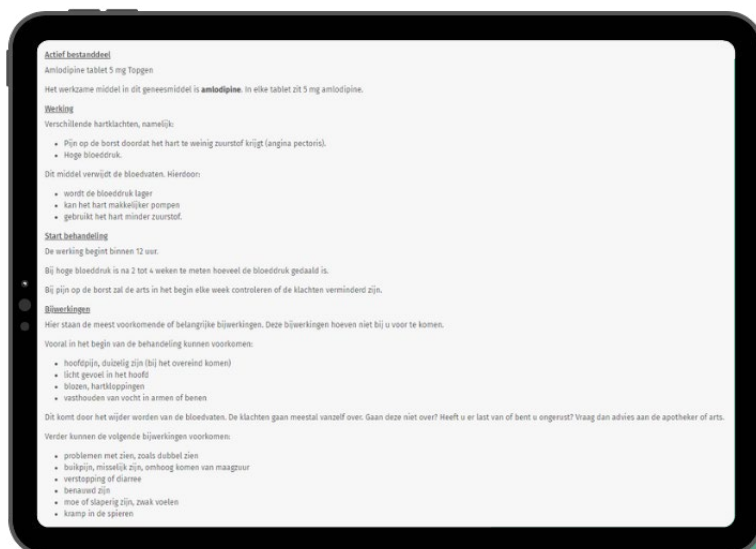 Actief bestanddeel
Amlodipine tablet 5 mg Topgen
Het werkzame middel in dit geneesmiddel is amlodipine. In elke tablet zit 5 mg amlodipine.
Werking
Verschillende hartklachten, namelijk:
• Pijn op de borst doordat het hart te weinig zuurstof krijgt (angina pectoris).
• Hoge bloeddruk.
Dit middel verwijdt de bloedvaten. Hierdoor:
• wordt de bloeddruk lager
• kan het hart makkelijker pompen
• gebruikt het hart minder zuurstof.
Start behandeling
De werking begint binnen 12 uur.
Bij hoge bloeddruk is na 2 tot 4 weken te meten hoeveel de bloeddruk gedaald is.
Bij pijn op de borst zal de arts in het begin elke week controleren of de klachten verminderd zijn.
Bijwerkingen
Hier staan de meest voorkomende of belangrijke bijwerkingen. Deze bijwerkingen hoeven niet bij u voor te komen.
Vooral in het begin van de behandeling kunnen voorkomen:
• hoofdpijn, duizelig zijn (bij het overeind komen)
• licht gevoel in het hoofd
• blozen, hartkloppingen
• vasthouden van vocht in armen of benen
Dit komt door het wijder worden van de bloedvaten. De klachten gaan meestal vanzelf over. Gaan deze niet over? Heeft u er last van of bent u ongerust? Vraag dan advies aan de apotheker of arts.
Verder kunnen de volgende bijwerkingen voorkomen:
• problemen met zien, zoals dubbel zien
• buikpijn, misselijk zijn, omhoog komen van maagzuur
• verstopping of diarree
• benauwd zijn
• moe of slaperig zijn, zwak voelen
• kramp in de spieren